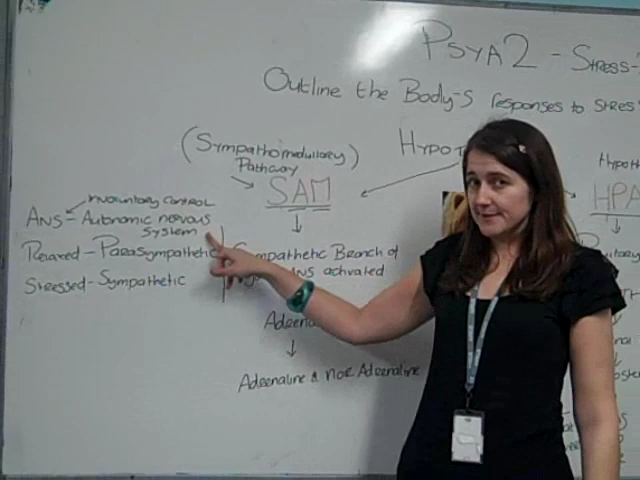 PSYA2 - STRESS-
Outline the Body-s responses to stress
(Sympathomedullary
Pathway)
HYPOT
Hypoth
SAM
HPA
involuntary control
ANS - Autonomic nervous
system
Relaxed - Parasympathetic
Stressed - Sympathetic
Sympathetic Branch of
ANS activated
Adrenal
Adrenaline & nor Adrenaline